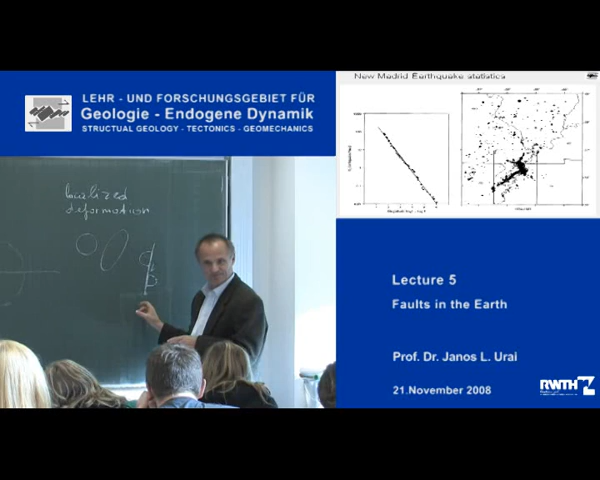 LEHR - UND FORSCHUNGSGEBIET FÜR
Geologie - Endogene Dynamik
STRUCTUAL GEOLOGY - TECTONICS - GEOMECHANICS
New Madrid Earthquake statistics
localized
deformation
Lecture 5
Faults in the Earth
Prof. Dr. Janos L. Urai
21.November 2008
RWTH